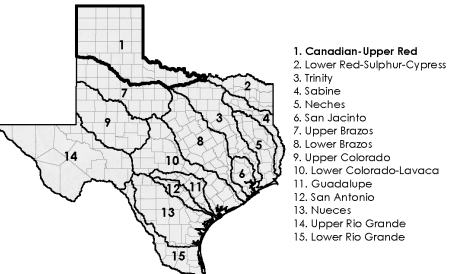 1
2
7
3
4
9
8
5
14
10
6
12
11
13
15
1. Canadian-Upper Red
2. Lower Red-Sulphur-Cypress
3. Trinity
4. Sabine
5. Neches
6. San Jacinto
7. Upper Brazos
8. Lower Brazos
9. Upper Colorado
10. Lower Colorado-Lavaca
11. Guadalupe
12. San Antonio
13. Nueces
14. Upper Rio Grande
15. Lower Rio Grande